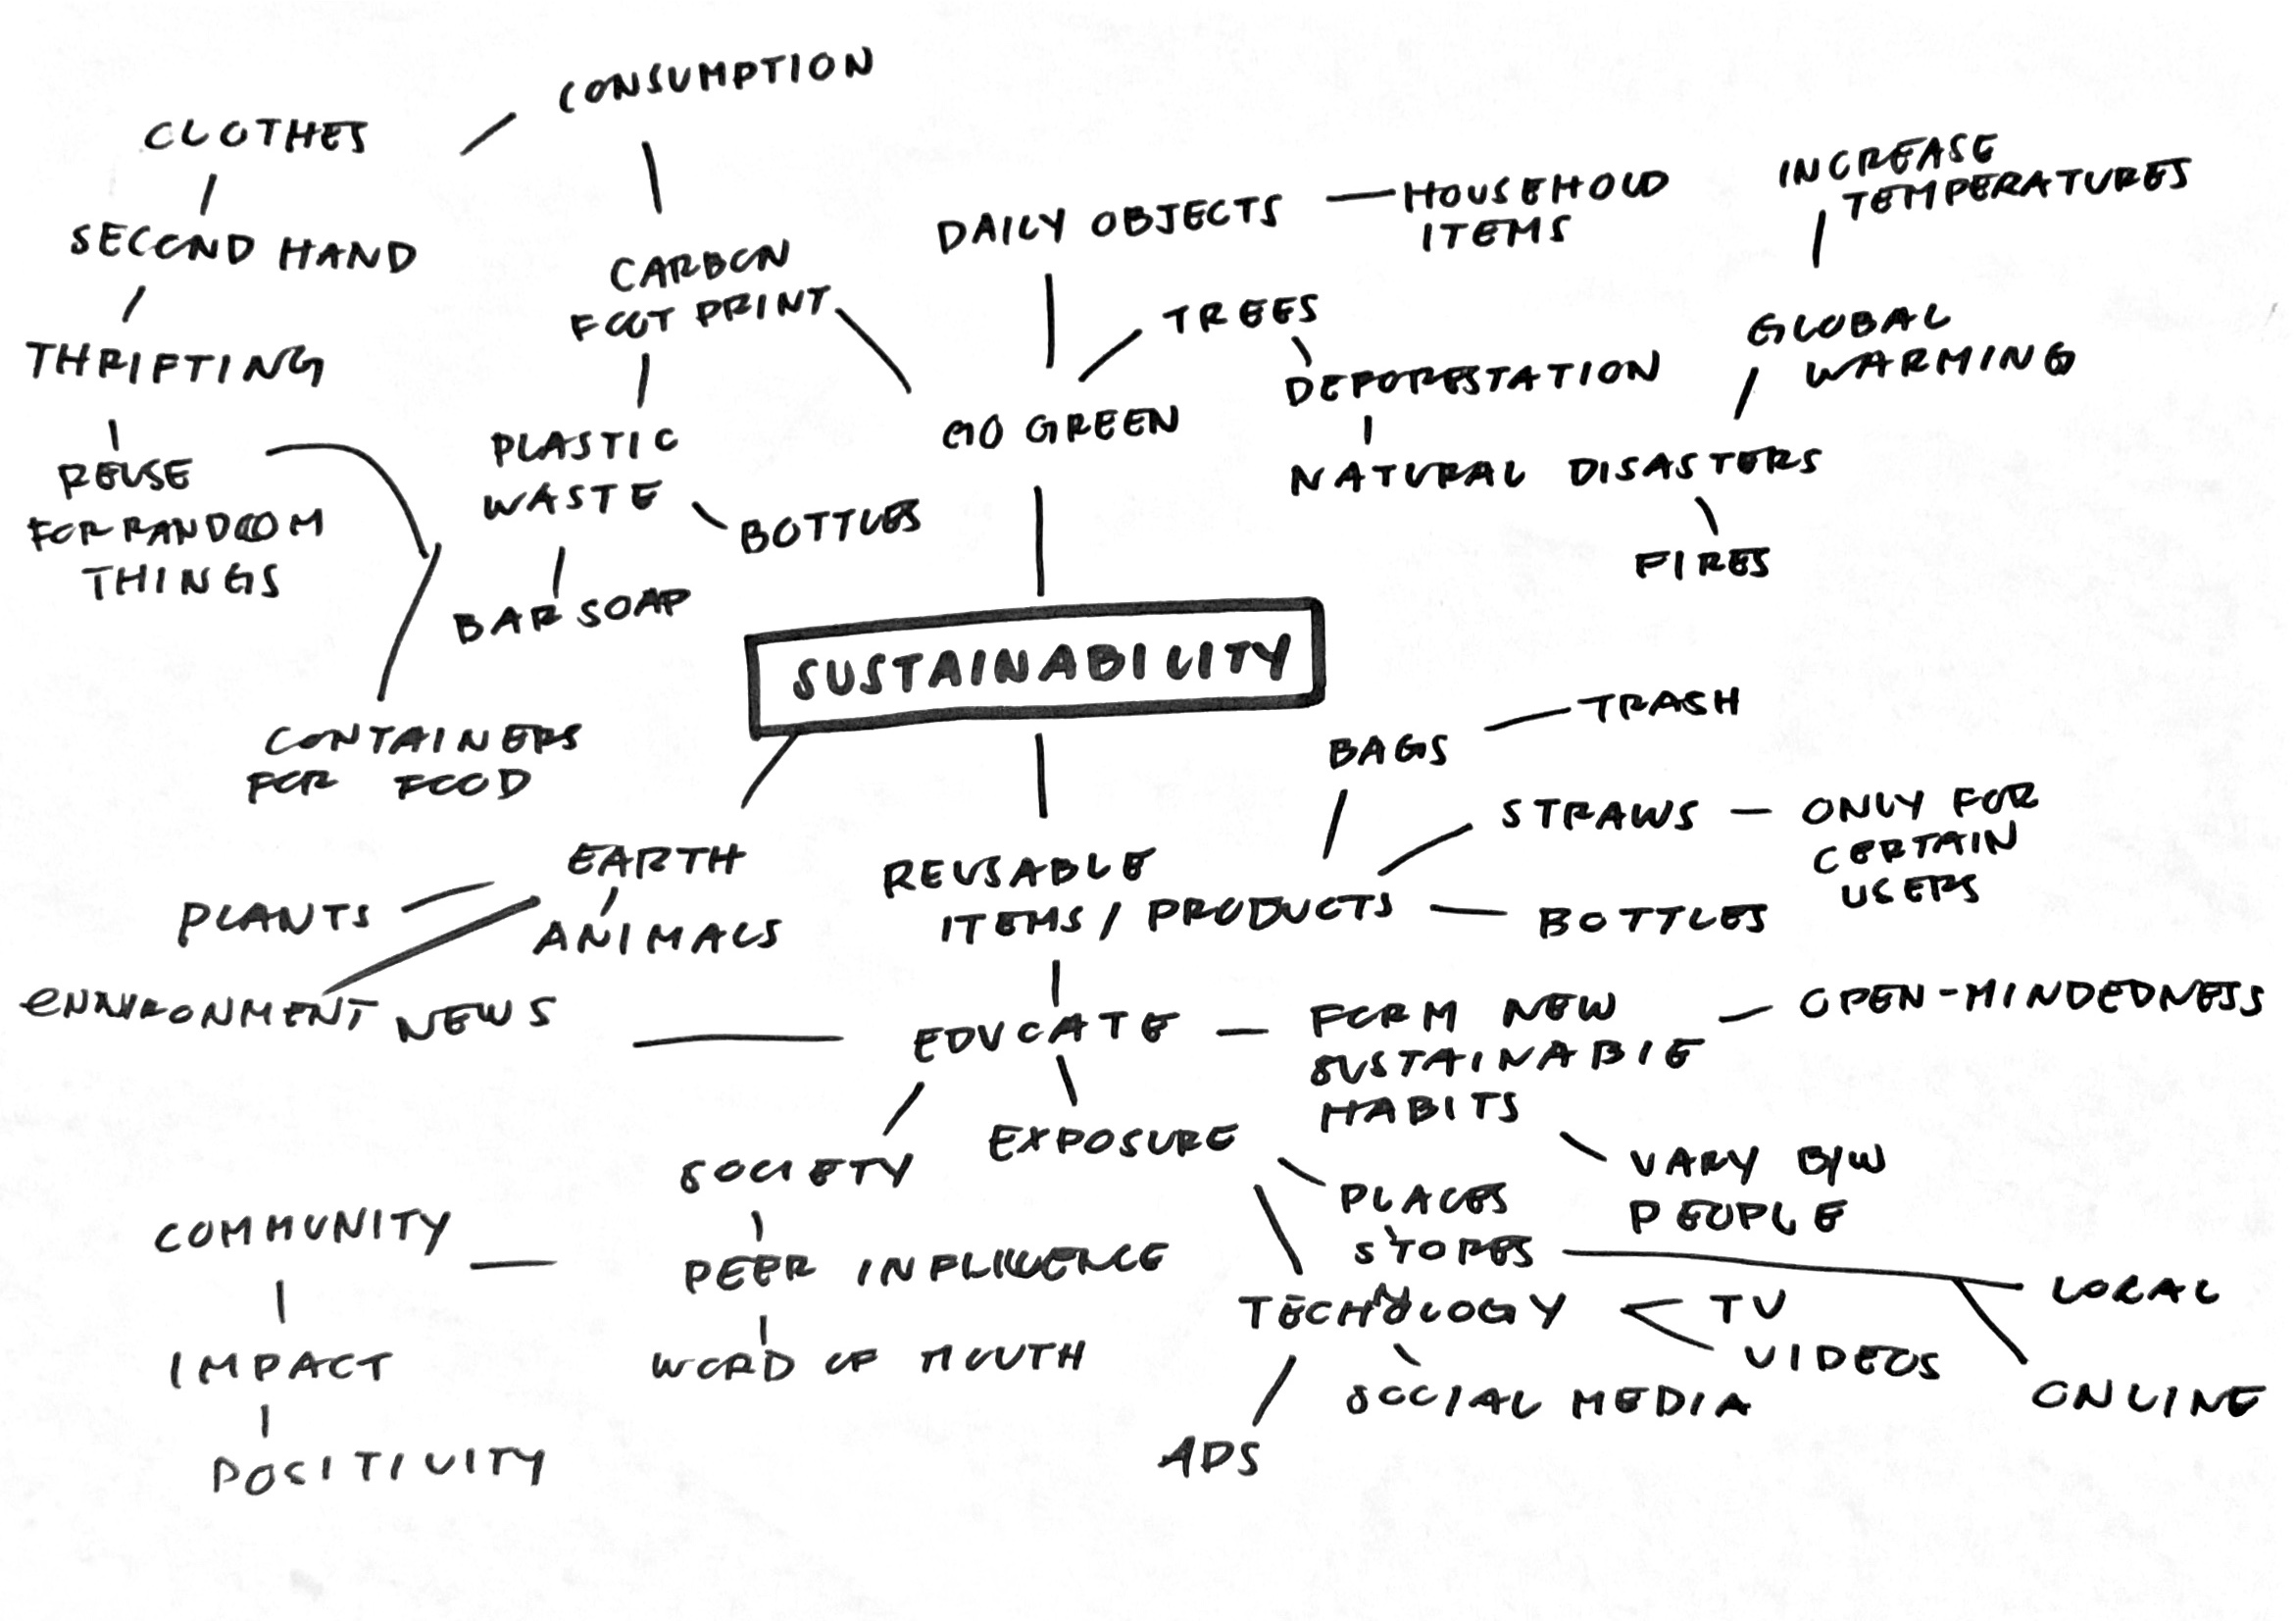 CONSUMPTION
CLOTHES
SECOND HAND
THRIFTING
REUSE
FOR RANDOOM
THINGS
CONTAINERS
FOR FOOD
CARBON
FOOT PRINT
PLASTIC
WASTE
BOTTLES
BAR SOAP
DAILY OBJECTS
HOUSEHOLD
ITEMS
TREES
GO GREEN
DEFORESTATION
NATURAL DISASTERS
FIRES
INCREASE
TEMPERATURES
GLOBAL
WARMING
SUSTAINABILITY
EARTH
PLANTS
ANIMALS
ENVIRONMENT
NEWS
REUSABLE
ITEMS / PRODUCTS
BAGS
TRASH
STRAWS
ONLY FOR
CERTAIN
USERS
BOTTLES
EDUCATE
FORM NEW
SUSTAINABLE
HABITS
OPEN-MINDEDNESS
VARY B/W
PEOPLE
EXPOSURE
PLACES
STORES
LOCAL
ONLINE
TECHNOLOGY
TV
VIDEOS
SOCIAL MEDIA
ADS
SOCIETY
PEER INFLUENCE
WORD OF MOUTH
COMMUNITY
IMPACT
POSITIVITY